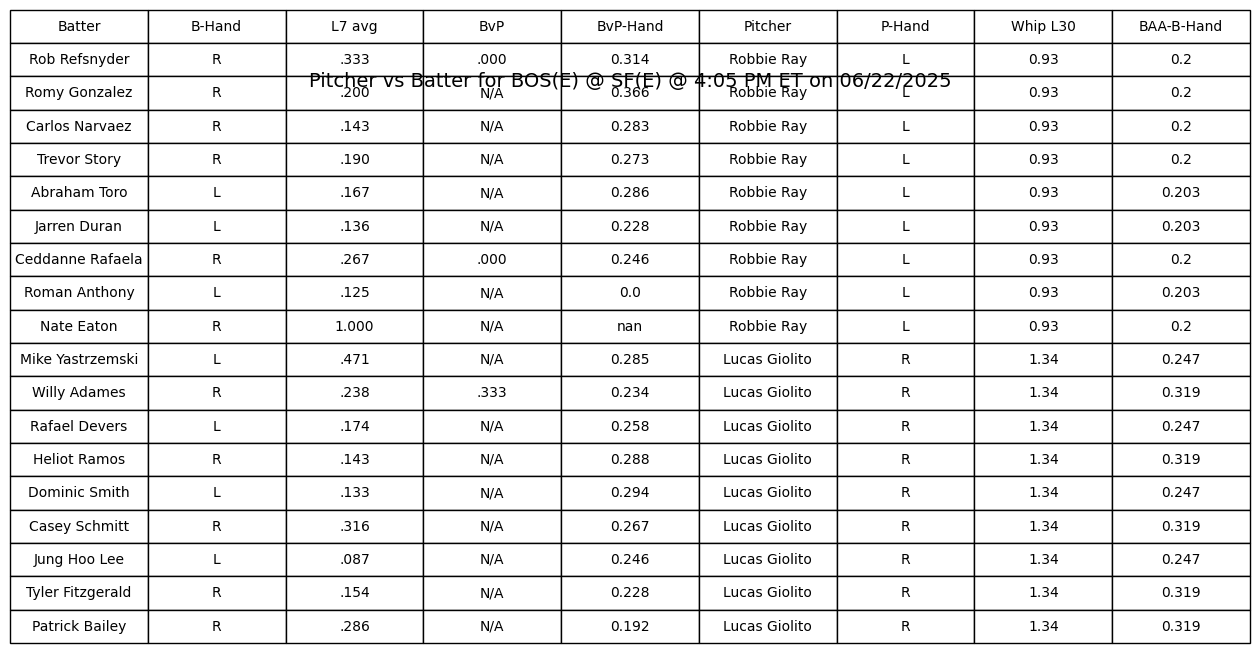 Batter B-Hand L7 avg BvP BvP-Hand Pitcher P-Hand Whip L30 BAA-B-Hand
Rob Refsnyder R .333 .000 0.314 Robbie Ray L 0.93 0.2
Pitcher vs Batter for BOS(E) @ SF(E) @ 4:05 PM ET on 06/22/2025
Romy Gonzalez R .200 N/A 0.366 Robbie Ray L 0.93 0.2
Carlos Narvaez R .143 N/A 0.283 Robbie Ray L 0.93 0.2
Trevor Story R .190 N/A 0.273 Robbie Ray L 0.93 0.2
Abraham Toro L .167 N/A 0.286 Robbie Ray L 0.93 0.203
Jarren Duran L .136 N/A 0.228 Robbie Ray L 0.93 0.203
Ceddanne Rafaela R .267 .000 0.246 Robbie Ray L 0.93 0.2
Roman Anthony L .125 N/A 0.0 Robbie Ray L 0.93 0.203
Nate Eaton R 1.000 N/A nan Robbie Ray L 0.93 0.2
Mike Yastrzemski L .471 N/A 0.285 Lucas Giolito R 1.34 0.247
Willy Adames R .238 .333 0.234 Lucas Giolito R 1.34 0.319
Rafael Devers L .174 N/A 0.258 Lucas Giolito R 1.34 0.247
Heliot Ramos R .143 N/A 0.288 Lucas Giolito R 1.34 0.319
Dominic Smith L .133 N/A 0.294 Lucas Giolito R 1.34 0.247
Casey Schmitt R .316 N/A 0.267 Lucas Giolito R 1.34 0.319
Jung Hoo Lee L .087 N/A 0.246 Lucas Giolito R 1.34 0.247
Tyler Fitzgerald R .154 N/A 0.228 Lucas Giolito R 1.34 0.319
Patrick Bailey R .286 N/A 0.192 Lucas Giolito R 1.34 0.319